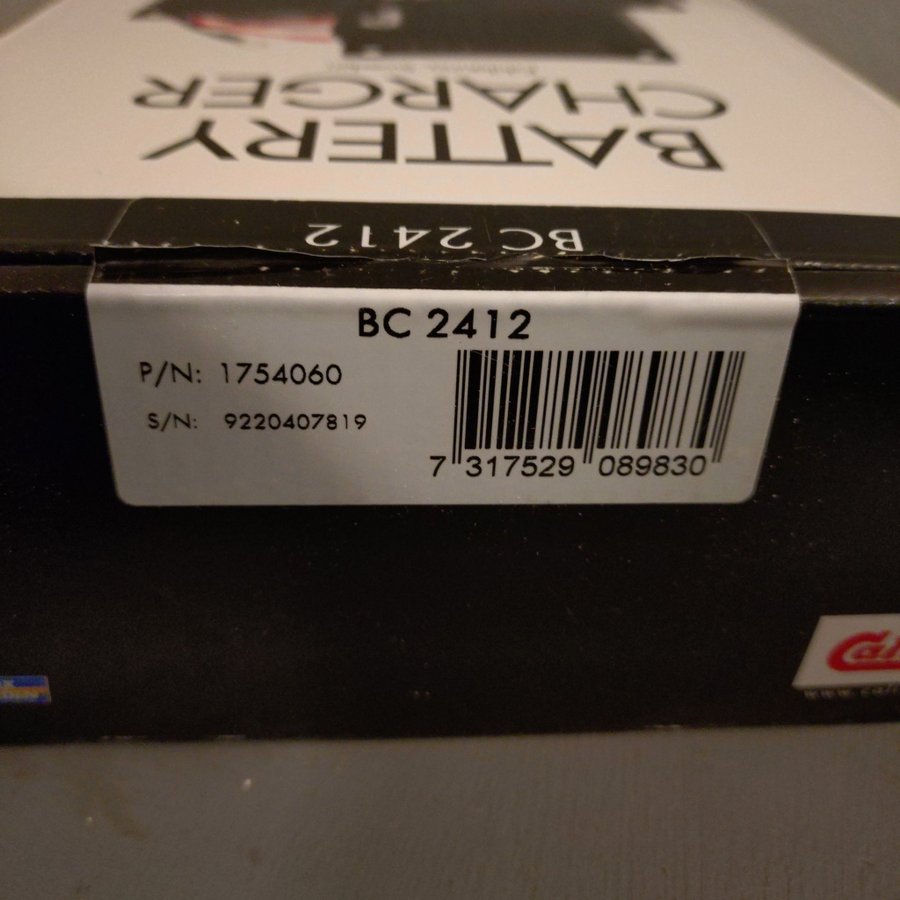 BATTERY
CHARGER
BC 2412
BC 2412
P/N: 1754060
S/N: 9220407819
7 317529 089830